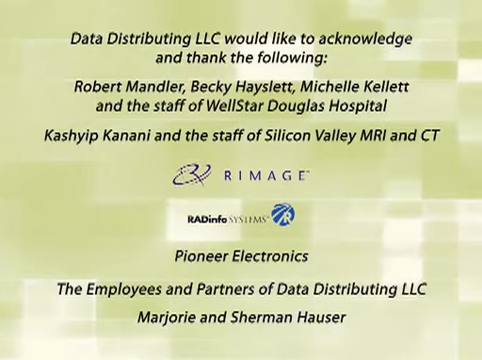 Data Distributing LLC would like to acknowledge
and thank the following:
Robert Mandler, Becky Hayslett, Michelle Kellett
and the staff of WellStar Douglas Hospital
Kashyip Kanani and the staff of Silicon Valley MRI and CT
RIMAGE™
RADinfo SYSTEMS
Pioneer Electronics
The Employees and Partners of Data Distributing LLC
Marjorie and Sherman Hauser